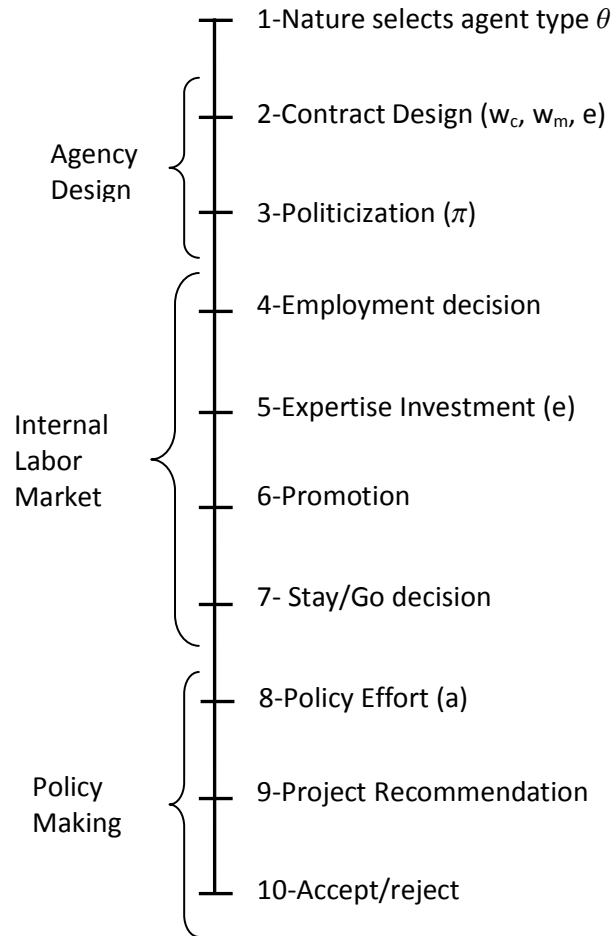 1-Nature selects agent type θ
2-Contract Design (wc, wm, e)
Agency
Design
3-Politicization (π)
4-Employment decision
5-Expertise Investment (e)
Internal
Labor
Market
6-Promotion
7- Stay/Go decision
8-Policy Effort (a)
Policy
Making
9-Project Recommendation
10-Accept/reject